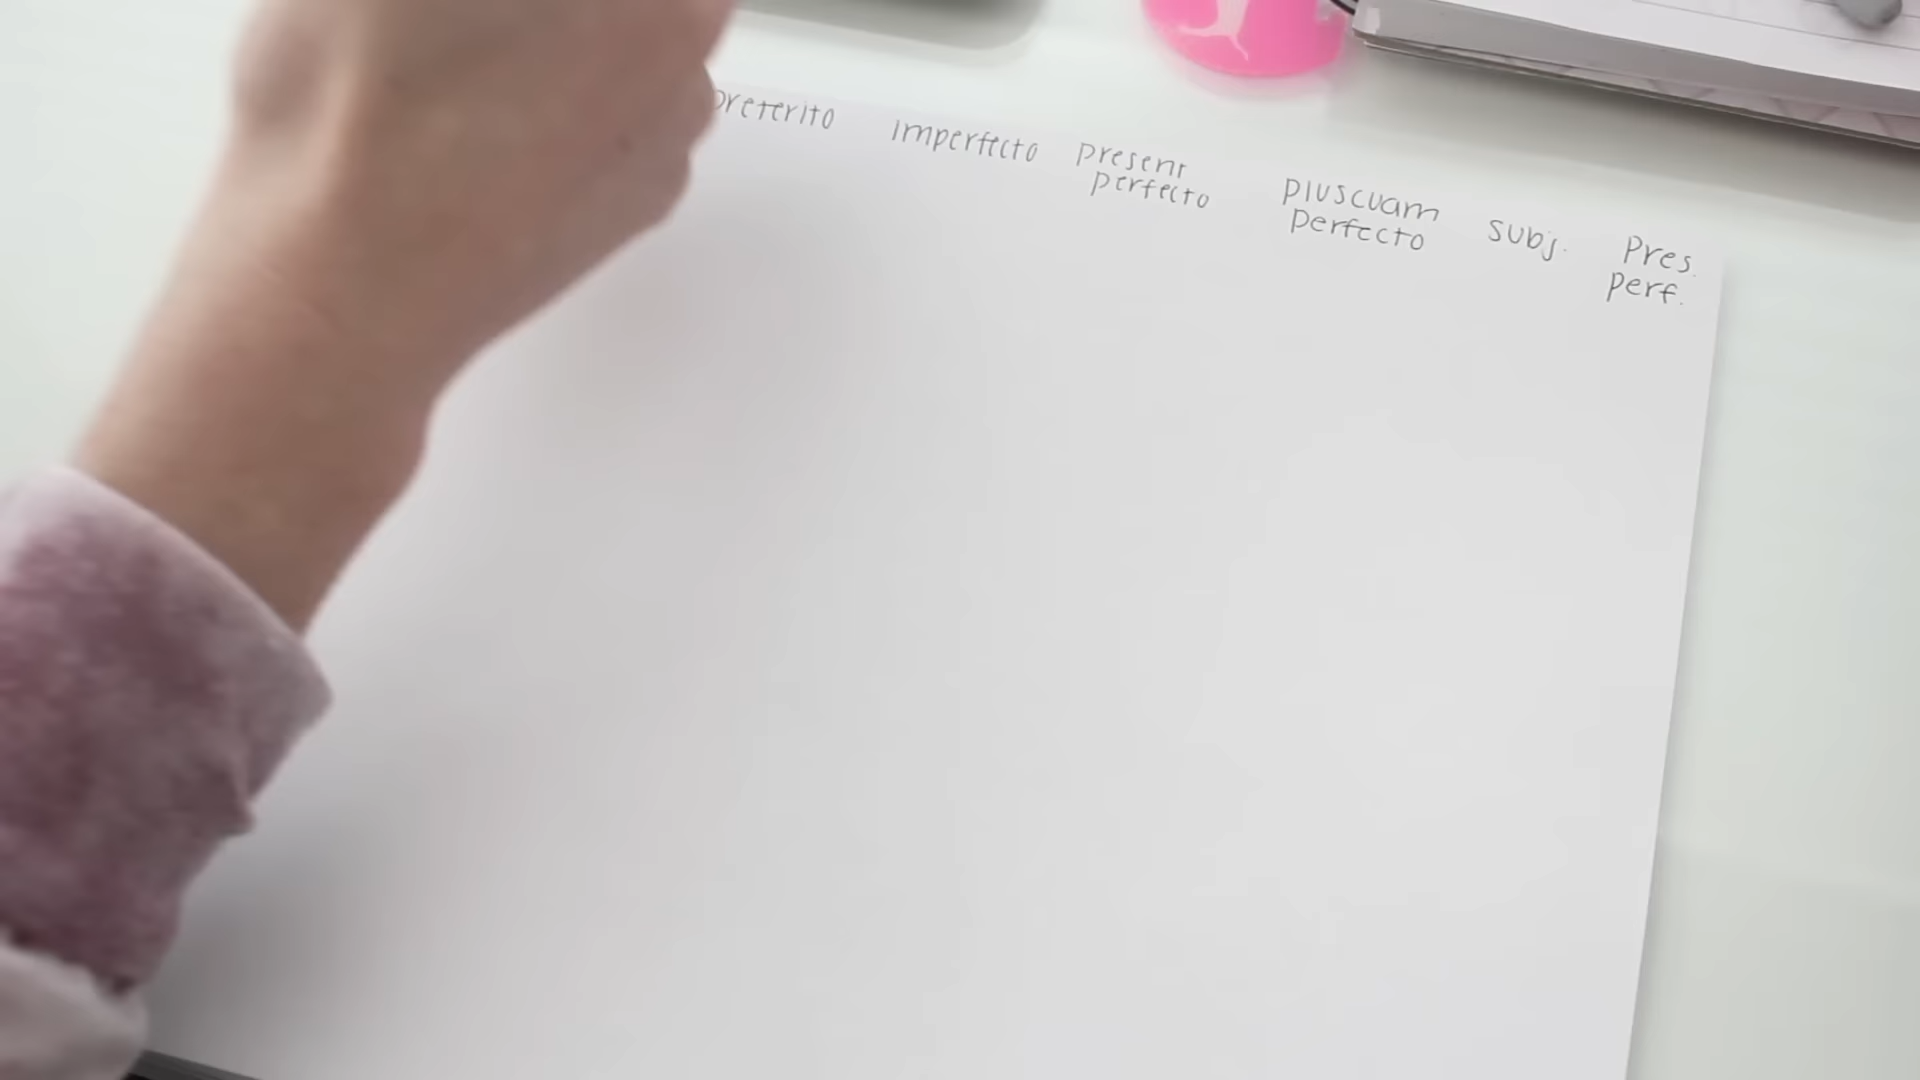 preterito
imperfecto
present
perfecto
pluscuam
perfecto
subj.
Pres.
perf.